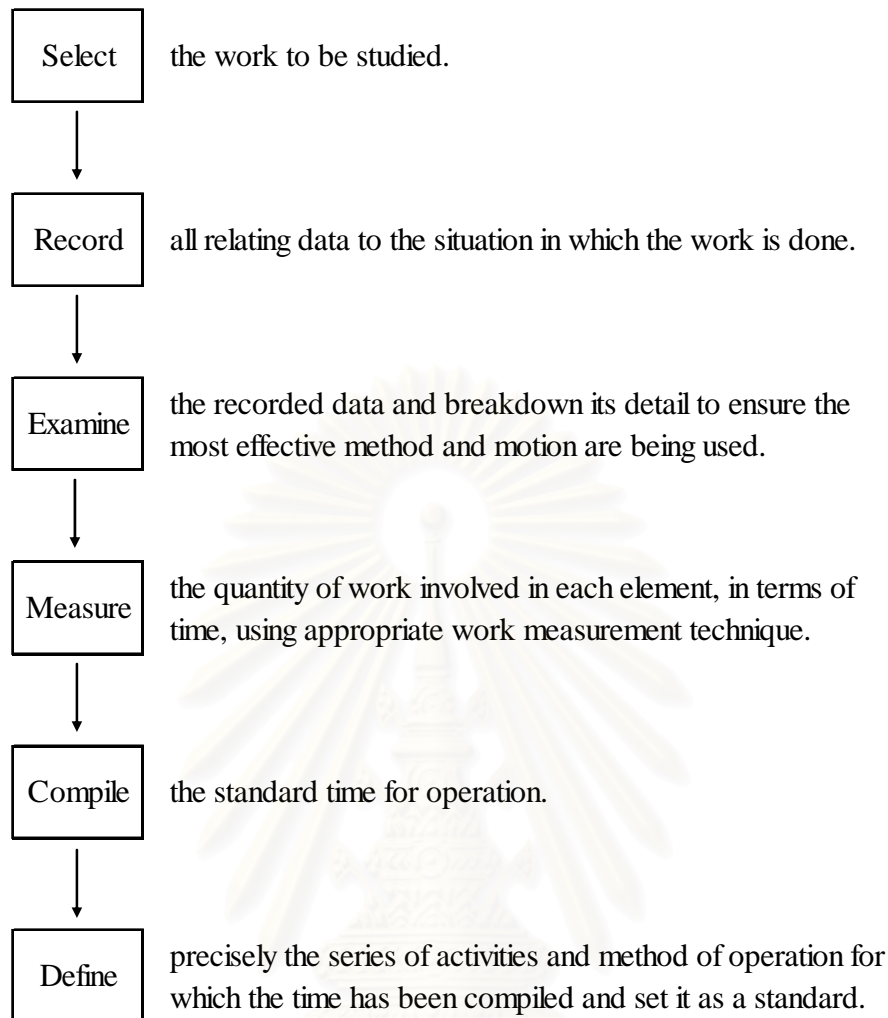 Select the work to be studied.
Record all relating data to the situation in which the work is done.
the recorded data and breakdown its detail to ensure the
Examine
most effective method and motion are being used.
the quantity of work involved in each element, in terms of
Measure
time, using appropriate work measurement technique.
Compile the standard time for operation.
precisely the series of activities and method of operation for
Define
which the time has been compiled and set it as a standard.